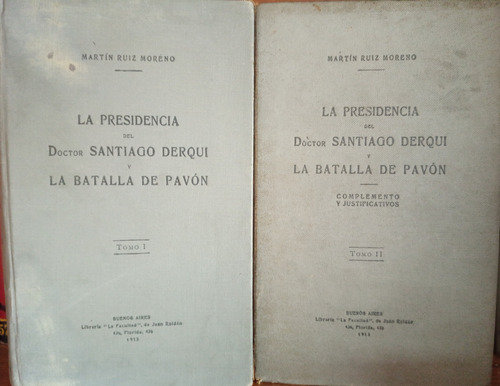 MARTÍN RUIZ MORENO
LA PRESIDENCIA
DEL
DOCTOR SANTIAGO DERQUI
Y
LA BATALLA DE PAVÓN
TOMO I
BUENOS AIRES
Librería "La Facultad", de Juan Roldán
Florida
1913
MARTÍN RUIZ MORENO
LA PRESIDENCIA
DEL
DOCTOR SANTIAGO DERQUI
Y
LA BATALLA DE PAVÓN
COMPLEMENTO
Y JUSTIFICATIVOS
TOMO II
BUENOS AIRES
Librería "La Facultad", de Juan Roldán
Florida